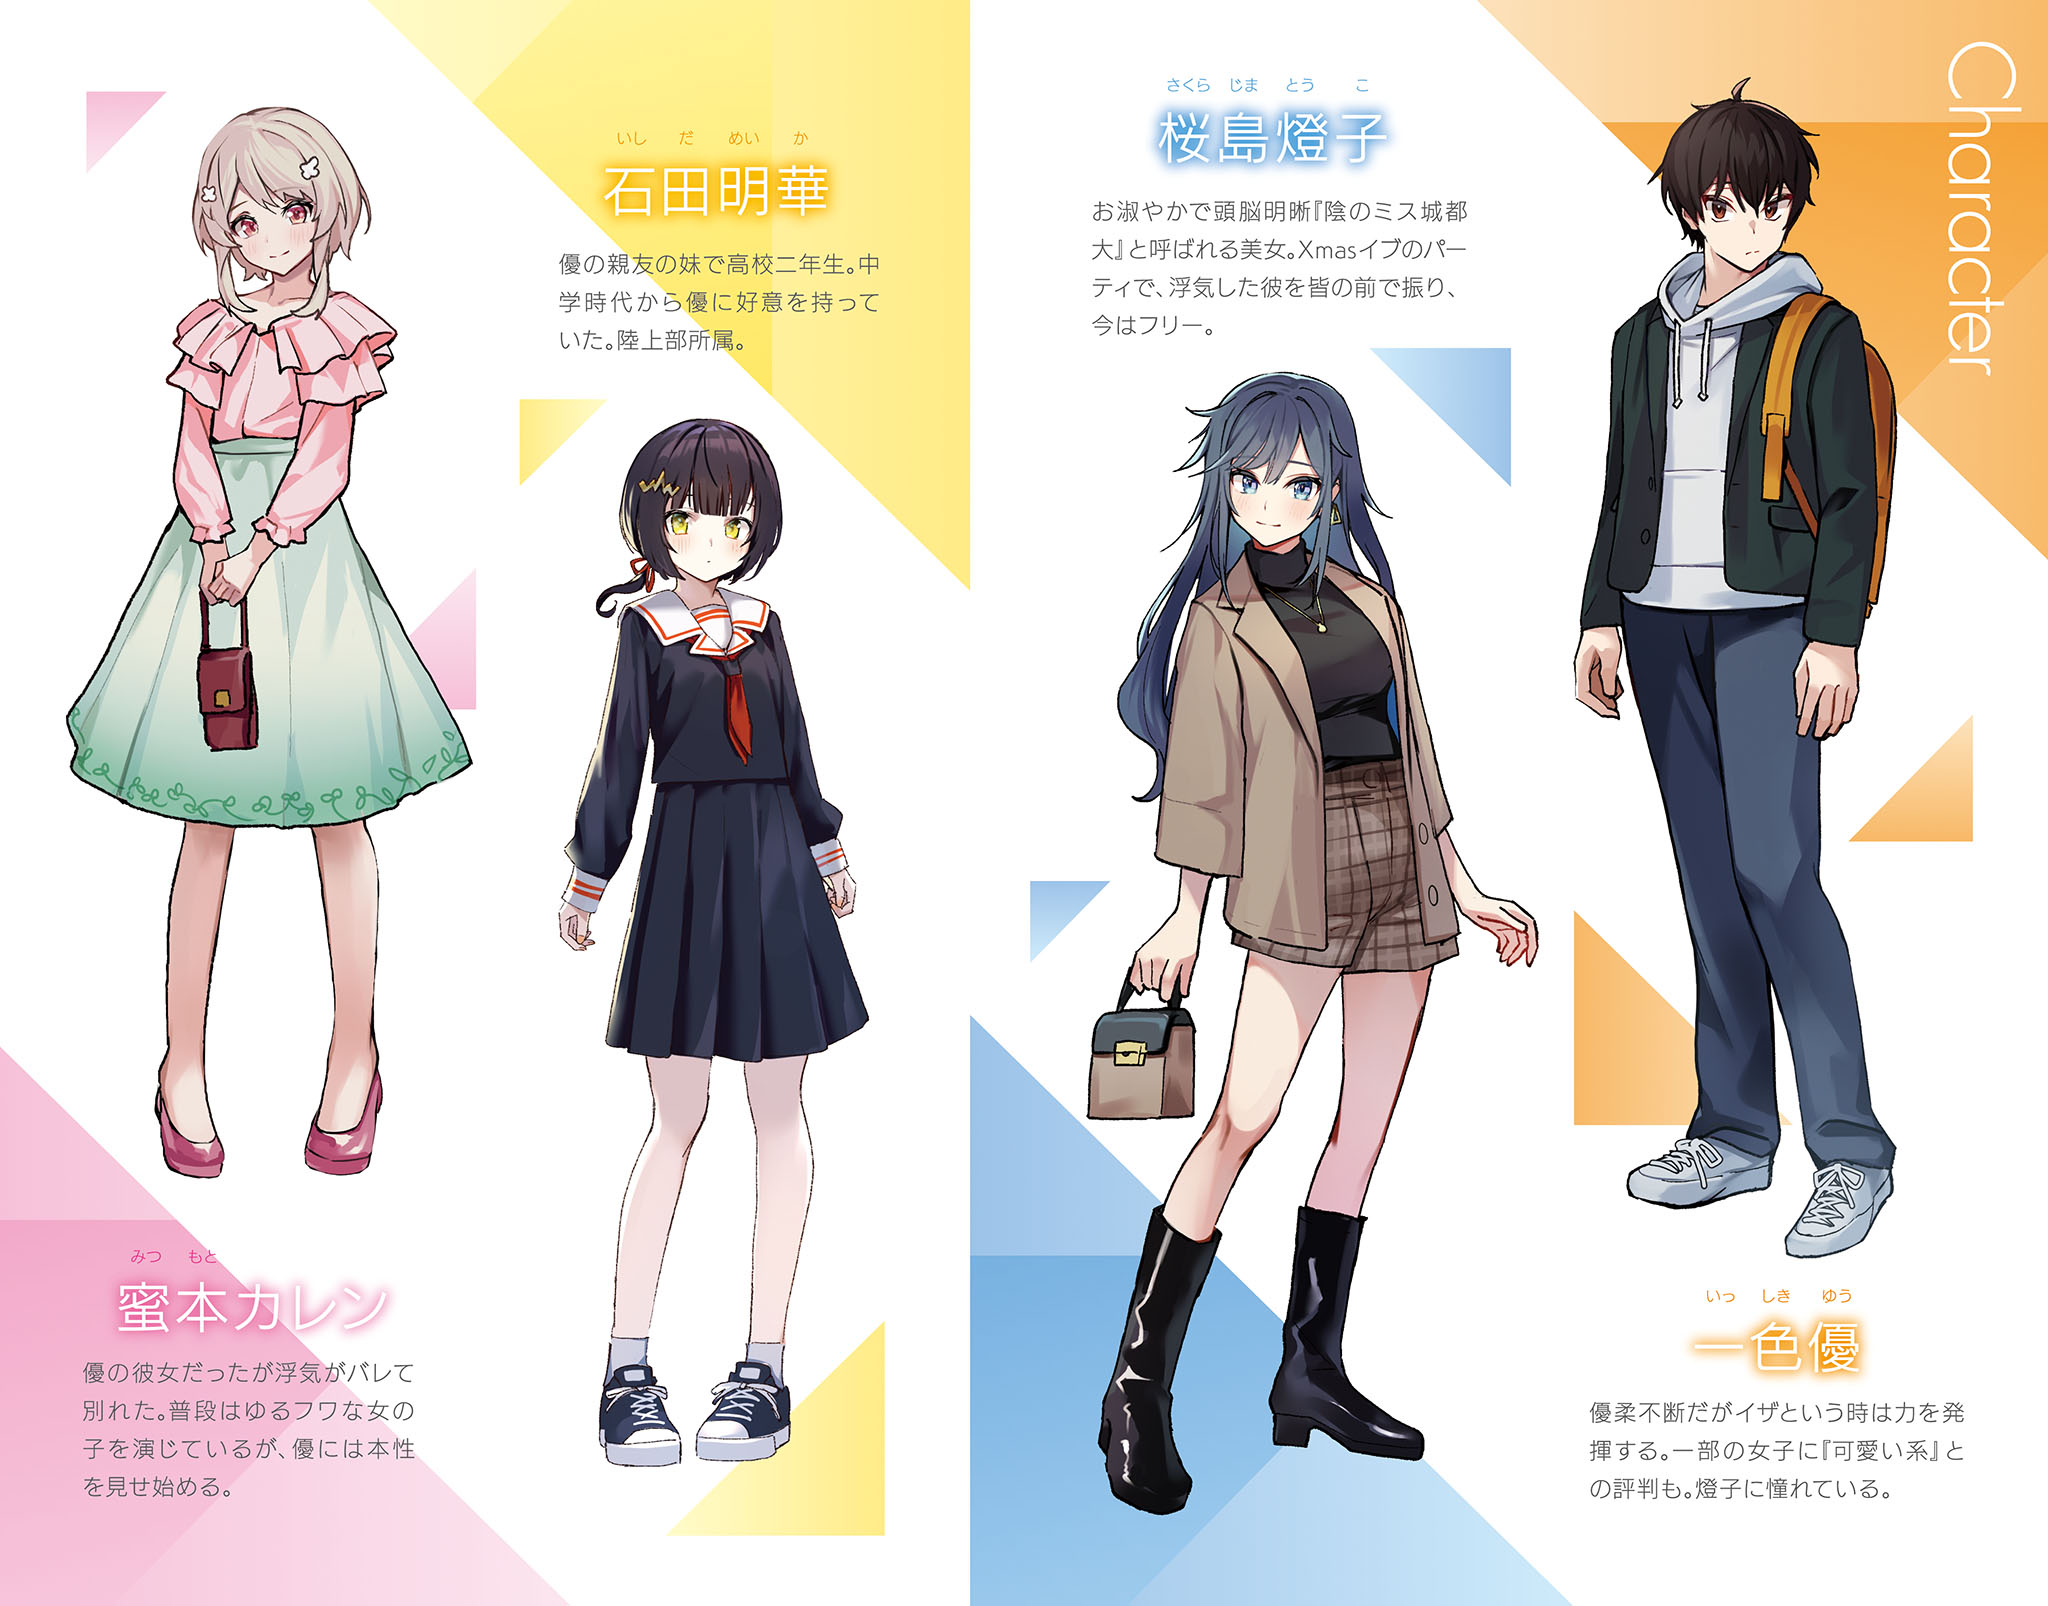 Character
いっ しき ゆう
一色優
優柔不断だがイザという時は力を発
揮する。一部の女子に『可愛い系』と
の評判も。燈子に憧れている。
さくら じま とう こ
桜島燈子
お淑やかで頭脳明晰『陰のミス城都
大』と呼ばれる美女。Xmasイブのパー
ティで、浮気した彼を皆の前で振り、
今はフリー。
いし だ めい か
石田明華
優の親友の妹で高校二年生。中
学時代から優に好意を持って
いた。陸上部所属。
みつ もと
蜜本カレン
優の彼女だったが浮気がバレて
別れた。普段はゆるフワな女の
子を演じているが、優には本性
を見せ始める。